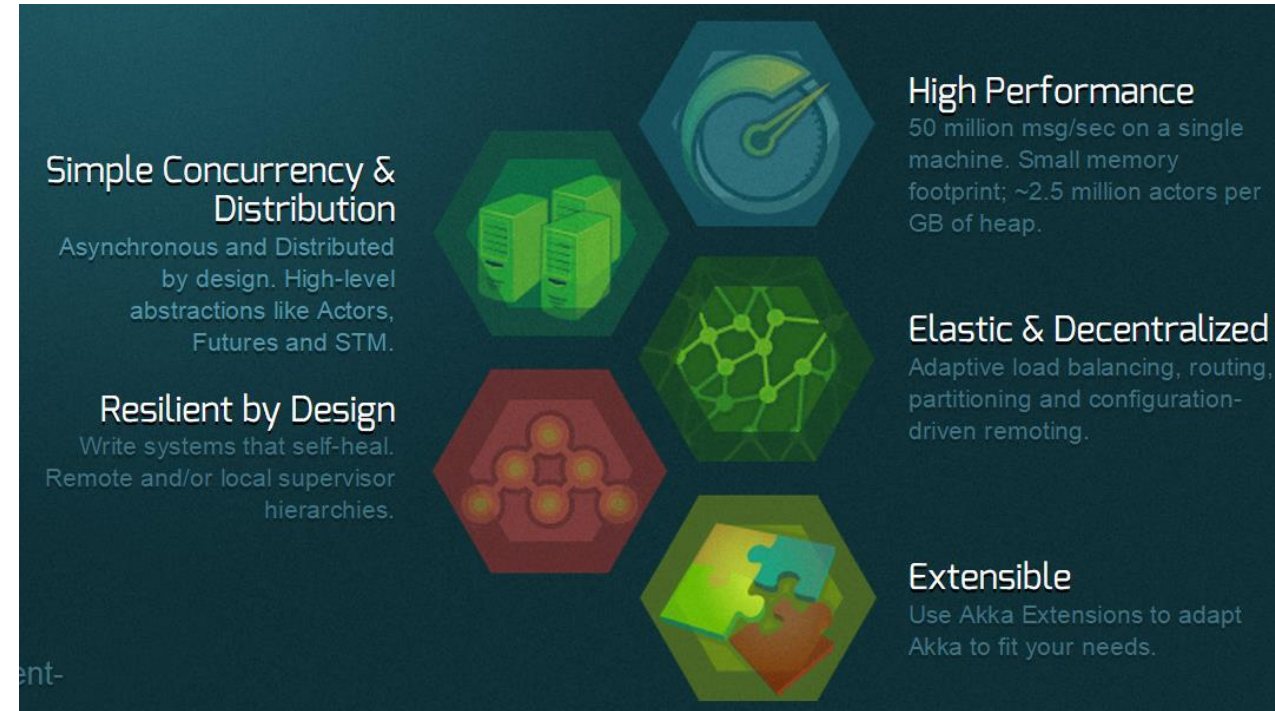 Simple Concurrency &
Distribution
Asynchronous and Distributed
by design. High-level
abstractions like Actors,
Futures and STM.
Resilient by Design
Write systems that self-heal.
Remote and/or local supervisor
hierarchies.
High Performance
50 million msg/sec on a single
machine. Small memory
footprint; ~2.5 million actors per
GB of heap.
Elastic & Decentralized
Adaptive load balancing, routing,
partitioning and configuration-
driven remoting.
Extensible
Use Akka Extensions to adapt
Akka to fit your needs.
ent-